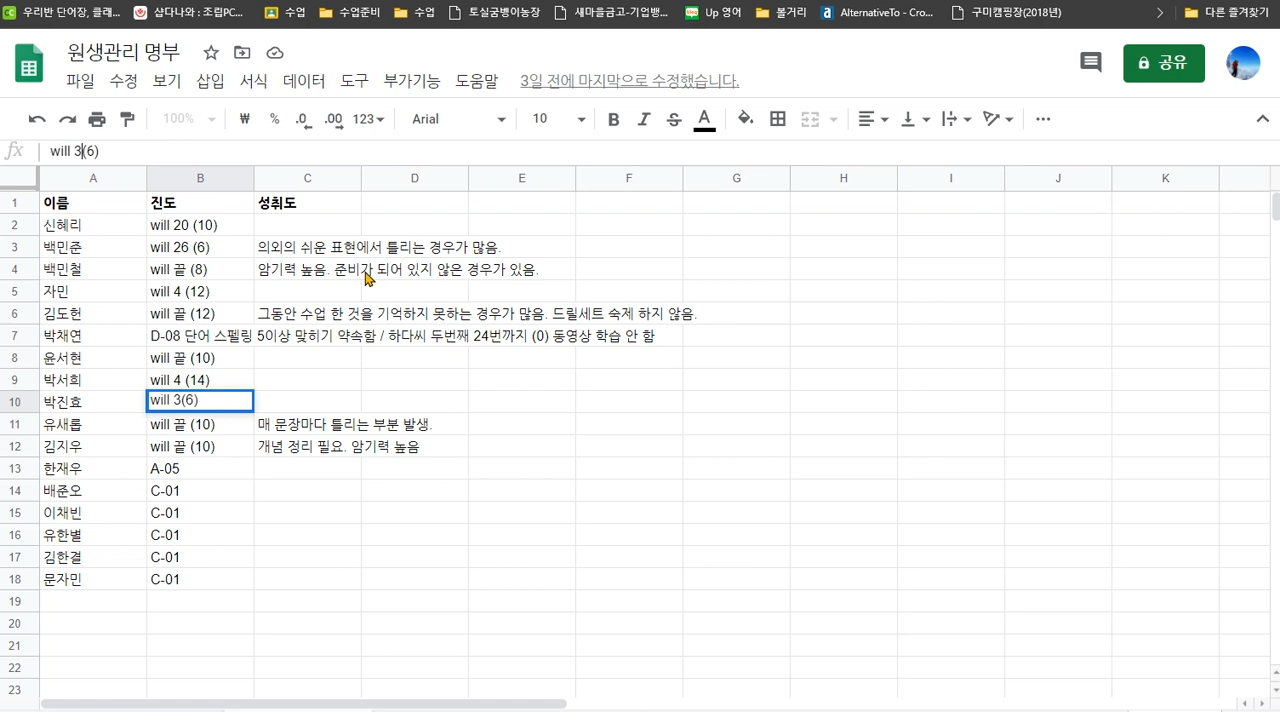 우리반 단어장, 클래... 샵다나와 : 조립PC... 수업 수업준비 수업 토실궁뱅이농장 새마을금고-기업뱅... Up 영어 볼거리 AlternativeTo - Cro... 구미캠핑장(2018년) 다른 즐겨찾기
원생관리 명부
파일 수정 보기 삽입 서식 데이터 도구 부가기능 도움말 3월 전에 마지막으로 수정했습니다. 공유
100% ₩ % .0 .00 123 Arial 10 B I S A
fx will 3(6)
A B C D E F G H I J K
1 이름 진도 성취도
2 신혜리 will 20 (10)
3 백민준 will 26 (6) 의외의 쉬운 표현에서 틀리는 경우가 많음.
4 백민철 will 끝 (8) 암기력 높음. 준비가 되어 있지 않은 경우가 있음.
5 자민 will 4 (12)
6 김도헌 will 끝 (12) 그동안 수업 한 것을 기억하지 못하는 경우가 많음. 드릴세트 숙제 하지 않음.
7 박채연 D-08 단어 스펠링 5이상 맞히기 약속함 / 하다씨 두번째 24번까지 (0) 동영상 학습 안 함
8 윤서현 will 끝 (10)
9 박서희 will 4 (14)
10 박진효 will 3(6)
11 유새롭 will 끝 (10) 매 문장마다 틀리는 부분 발생.
12 김지우 will 끝 (10) 개념 정리 필요. 암기력 높음
13 한재우 A-05
14 배준오 C-01
15 이채빈 C-01
16 유한별 C-01
17 김한결 C-01
18 문자민 C-01
19
20
21
22
23